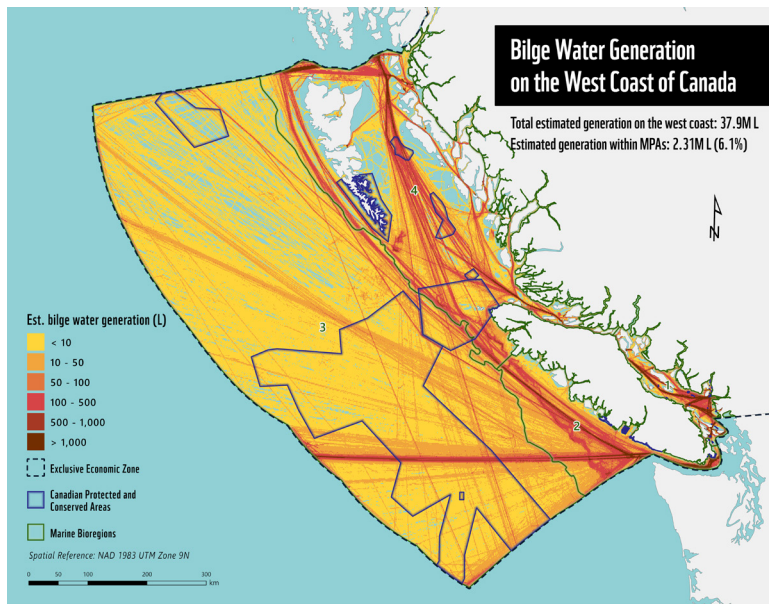 Bilge Water Generation
on the West Coast of Canada
Total estimated generation on the west coast: 37.9M L
Estimated generation within MPAs: 2.31M L (6.1%)
N
4
3
1
2
Est. bilge water generation (L)
< 10
10 - 50
50 - 100
100 - 500
500 - 1,000
> 1,000
Exclusive Economic Zone
Canadian Protected and
Conserved Areas
Marine Bioregions
Spatial Reference: NAD 1983 UTM Zone 9N
0 50 100 200 300
km